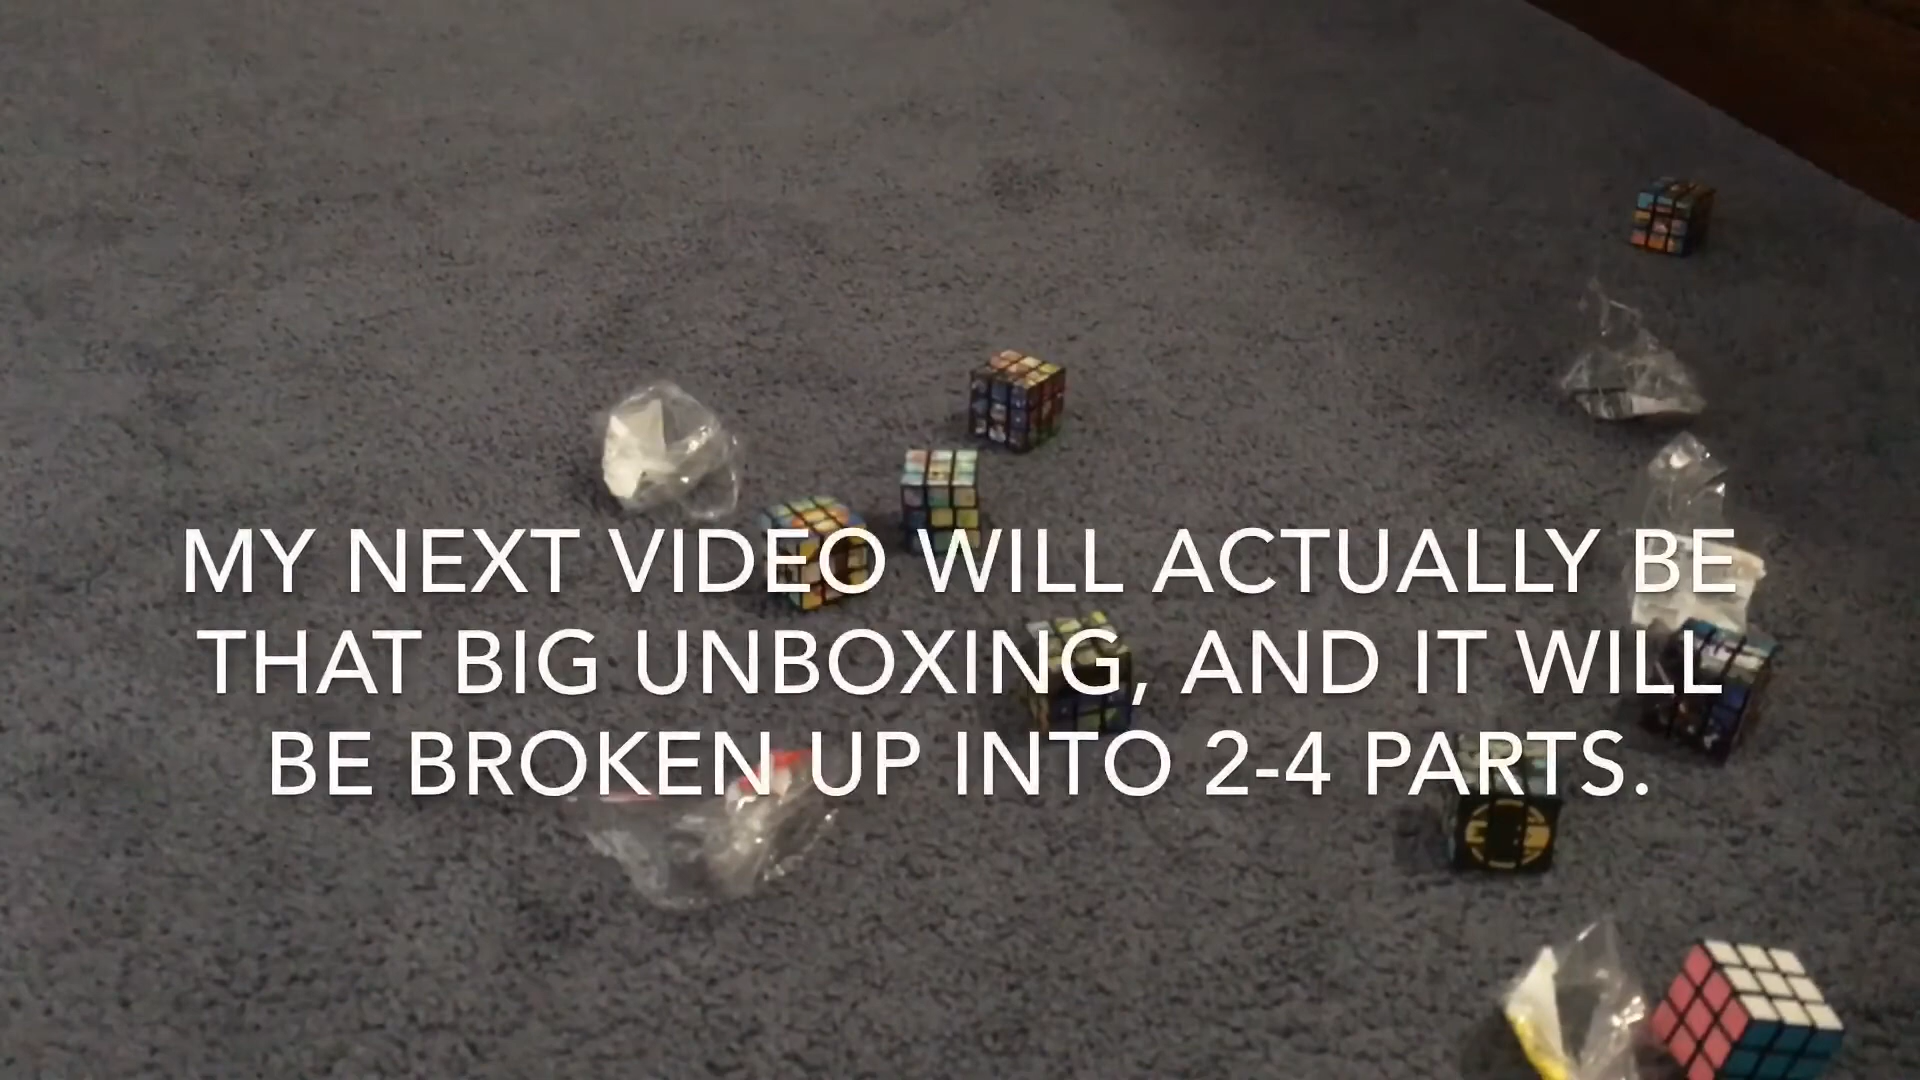 MY NEXT VIDEO WILL ACTUALLY BE
THAT BIG UNBOXING, AND IT WILL
BE BROKEN UP INTO 2-4 PARTS.